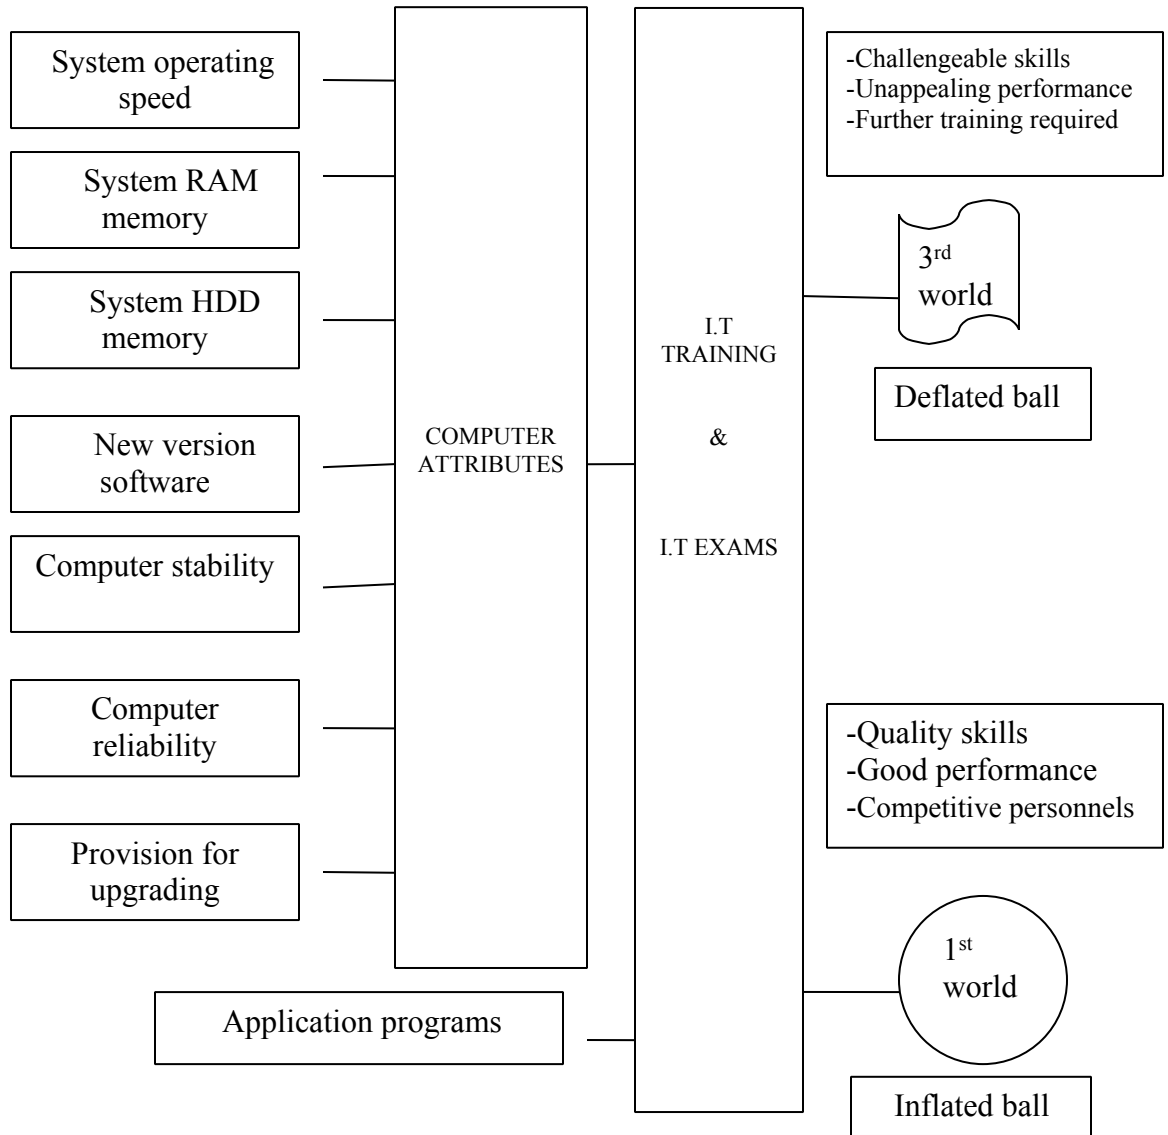 System operating
speed
System RAM
memory
System HDD
memory
New version
software
Computer stability
Computer
reliability
Provision for
upgrading
COMPUTER
ATTRIBUTES
Application programs
I.T
TRAINING
&
I.T EXAMS
-Challengeable skills
-Unappealing performance
-Further training required
3rd
world
Deflated ball
-Quality skills
-Good performance
-Competitive personnels
1st
world
Inflated ball